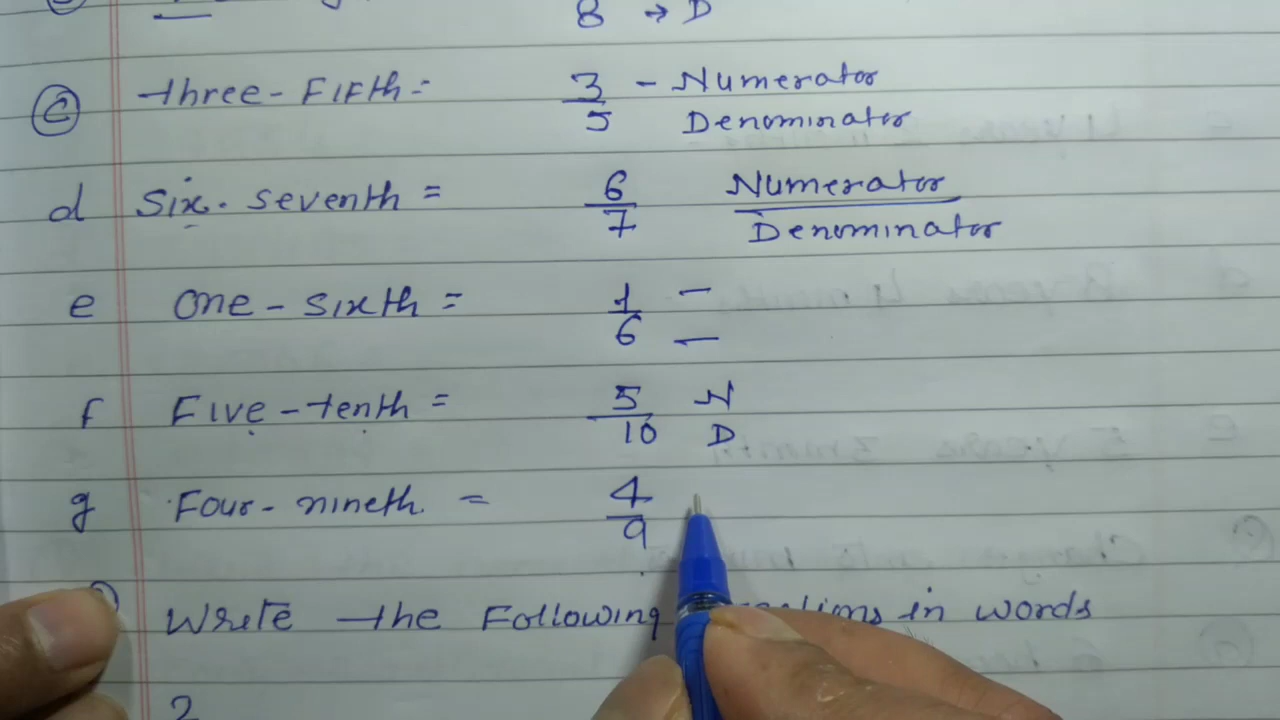 8 → D
c three-Fifth = 3/5 - Numerator Denominator
d Six. seventh = 6/7 Numerator Denominator
e One-sixth = 1/6
f Five-tenth = 5/10 N D
g Four-nineth = 4/9
Write the Following in words
2